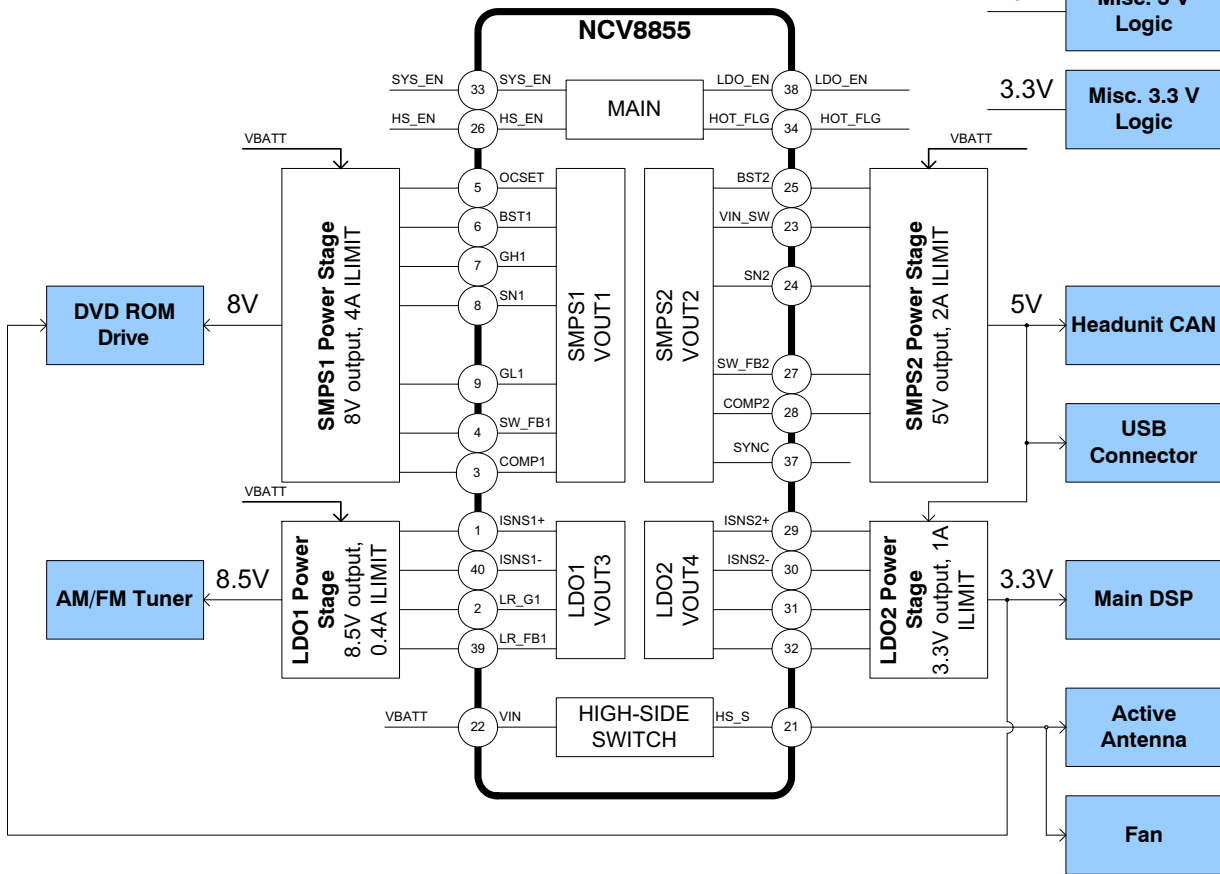 NCV8855
Misc. 5 V
Logic
3.3V
Misc. 3.3 V
Logic
SYS_EN
33
SYS_EN
MAIN
LDO_EN
38
LDO_EN
HS_EN
26
HS_EN
HOT_FLG
34
HOT_FLG
VBATT
SMPS1 Power Stage
8V output, 4A ILIMIT
5
OCSET
6
BST1
7
GH1
8
SN1
9
GL1
4
SW_FB1
3
COMP1
SMPS1
VOUT1
SMPS2
VOUT2
BST2
25
VIN_SW
23
SN2
24
SW_FB2
27
COMP2
28
SYNC
37
VBATT
SMPS2 Power Stage
5V output, 2A ILIMIT
DVD ROM
Drive
8V
5V
Headunit CAN
USB
Connector
VBATT
LDO1 Power
Stage
8.5V output,
0.4A ILIMIT
1
ISNS1+
40
ISNS1-
2
LR_G1
39
LR_FB1
LDO1
VOUT3
LDO2
VOUT4
ISNS2+
29
ISNS2-
30
31
32
LDO2 Power
Stage
3.3V output, 1A
ILIMIT
AM/FM Tuner
8.5V
3.3V
Main DSP
VBATT
22
VIN
HIGH-SIDE
SWITCH
HS_S
21
Active
Antenna
Fan